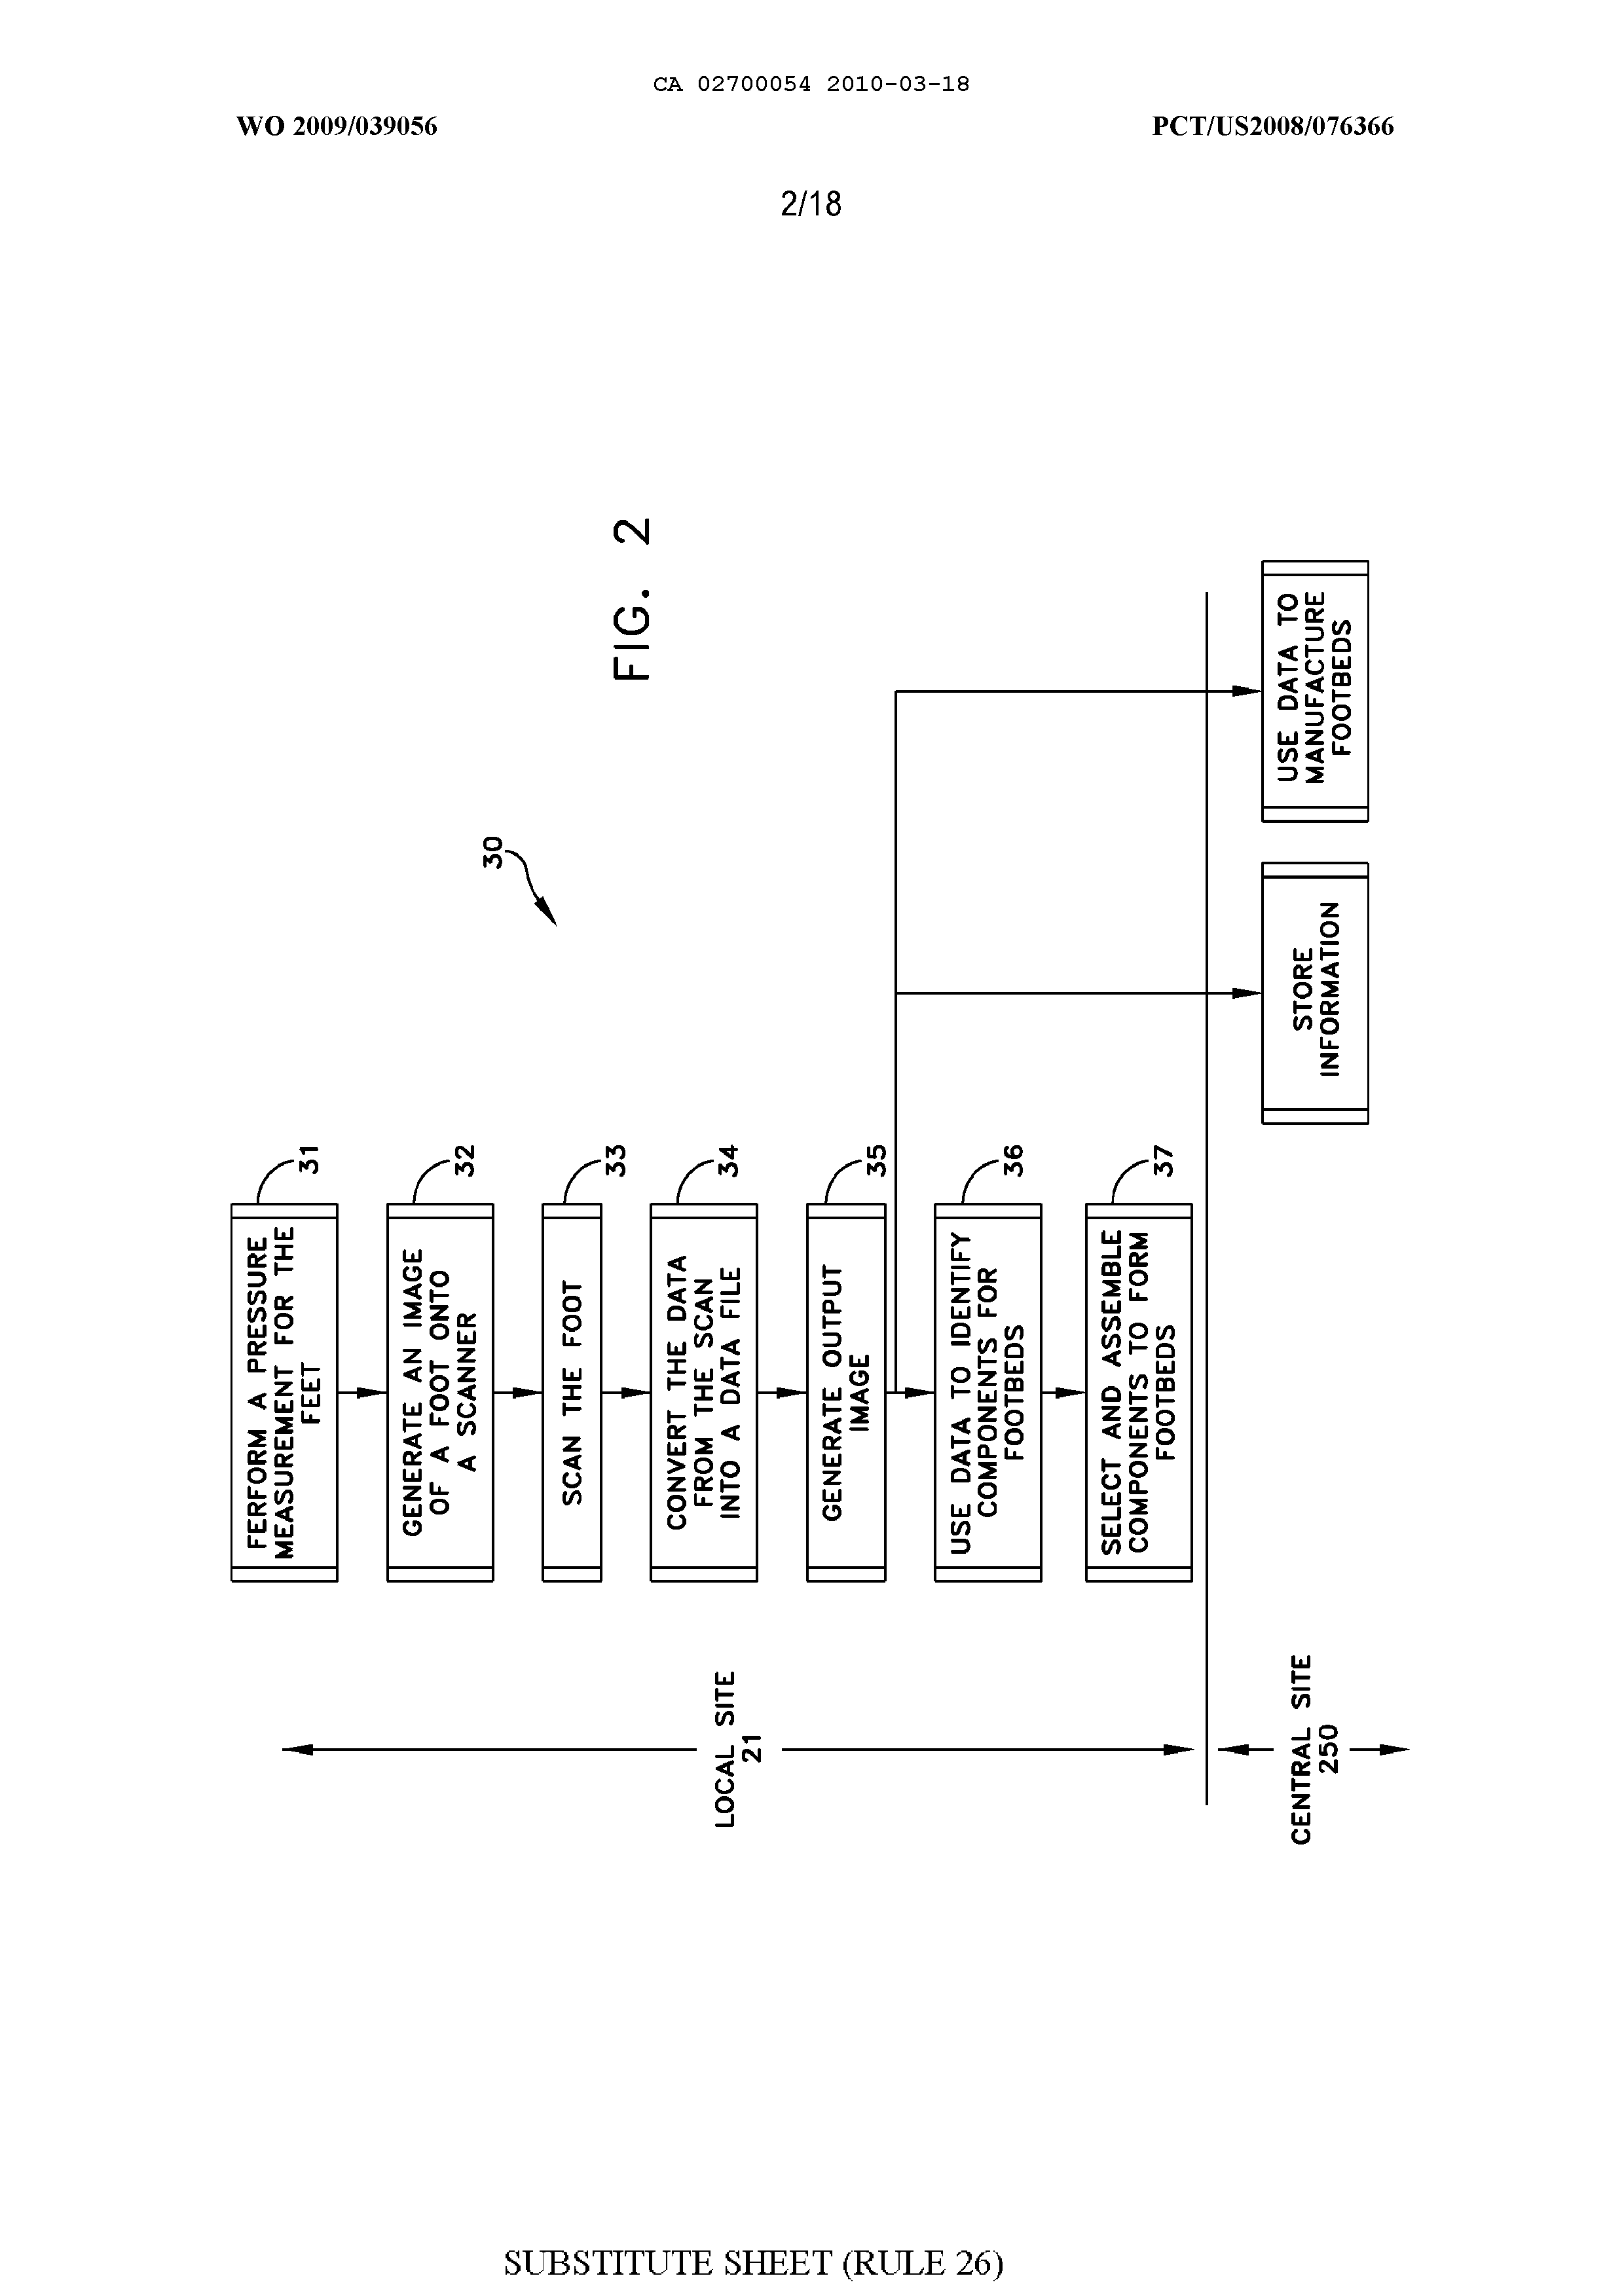 CA 02700054 2010-03-18
WO 2009/039056
PCT/US2008/076366
2/18
FIG. 2
30
FERFORM A PRESSURE
MEASUREMENT FOR THE
FEET
31
GENERATE AN IMAGE
OF A FOOT ONTO
A SCANNER
32
SCAN THE FOOT
33
CONVERT THE DATA
FROM THE SCAN
INTO A DATA FILE
34
GENERATE OUTPUT
IMAGE
35
USE DATA TO IDENTIFY
COMPONENTS FOR
FOOTBEDS
36
SELECT AND ASSEMBLE
COMPONENTS TO FORM
FOOTBEDS
37
LOCAL SITE
21
CENTRAL SITE
250
STORE
INFORMATION
USE DATA TO
MANUFACTURE
FOOTBEDS
SUBSTITUTE SHEET (RULE 26)